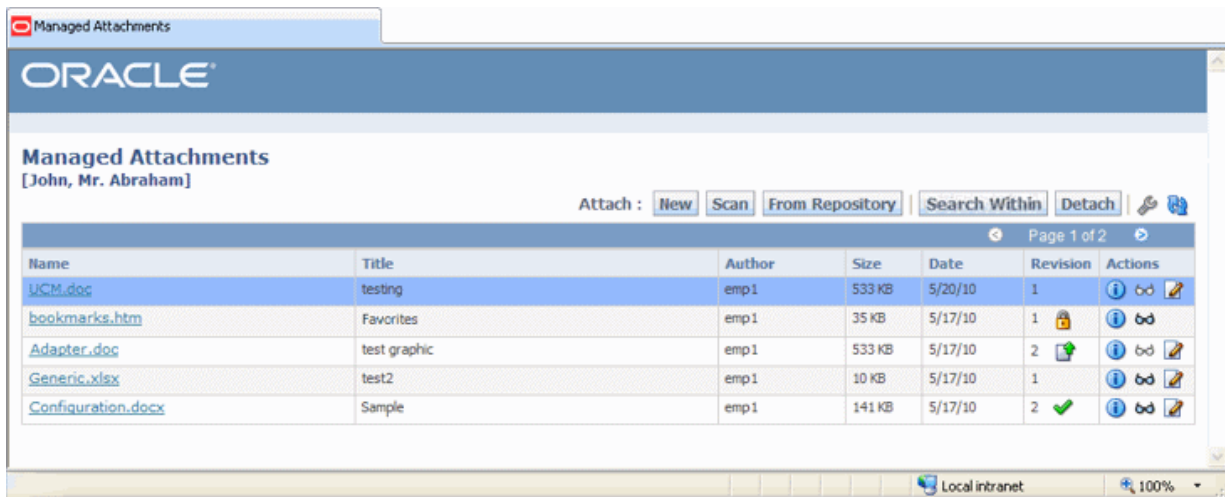 Managed Attachments
ORACLE®
Managed Attachments
[John, Mr. Abraham]
Attach : New Scan From Repository | Search Within Detach |
Page 1 of 2
Name Title Author Size Date Revision Actions
UCM.doc testing emp1 533 KB 5/20/10 1
bookmarks.htm Favorites emp1 35 KB 5/17/10 1
Adapter.doc test graphic emp1 533 KB 5/17/10 2
Generic.xlsx test2 emp1 10 KB 5/17/10 1
Configuration.docx Sample emp1 141 KB 5/17/10 2
Local intranet 100%